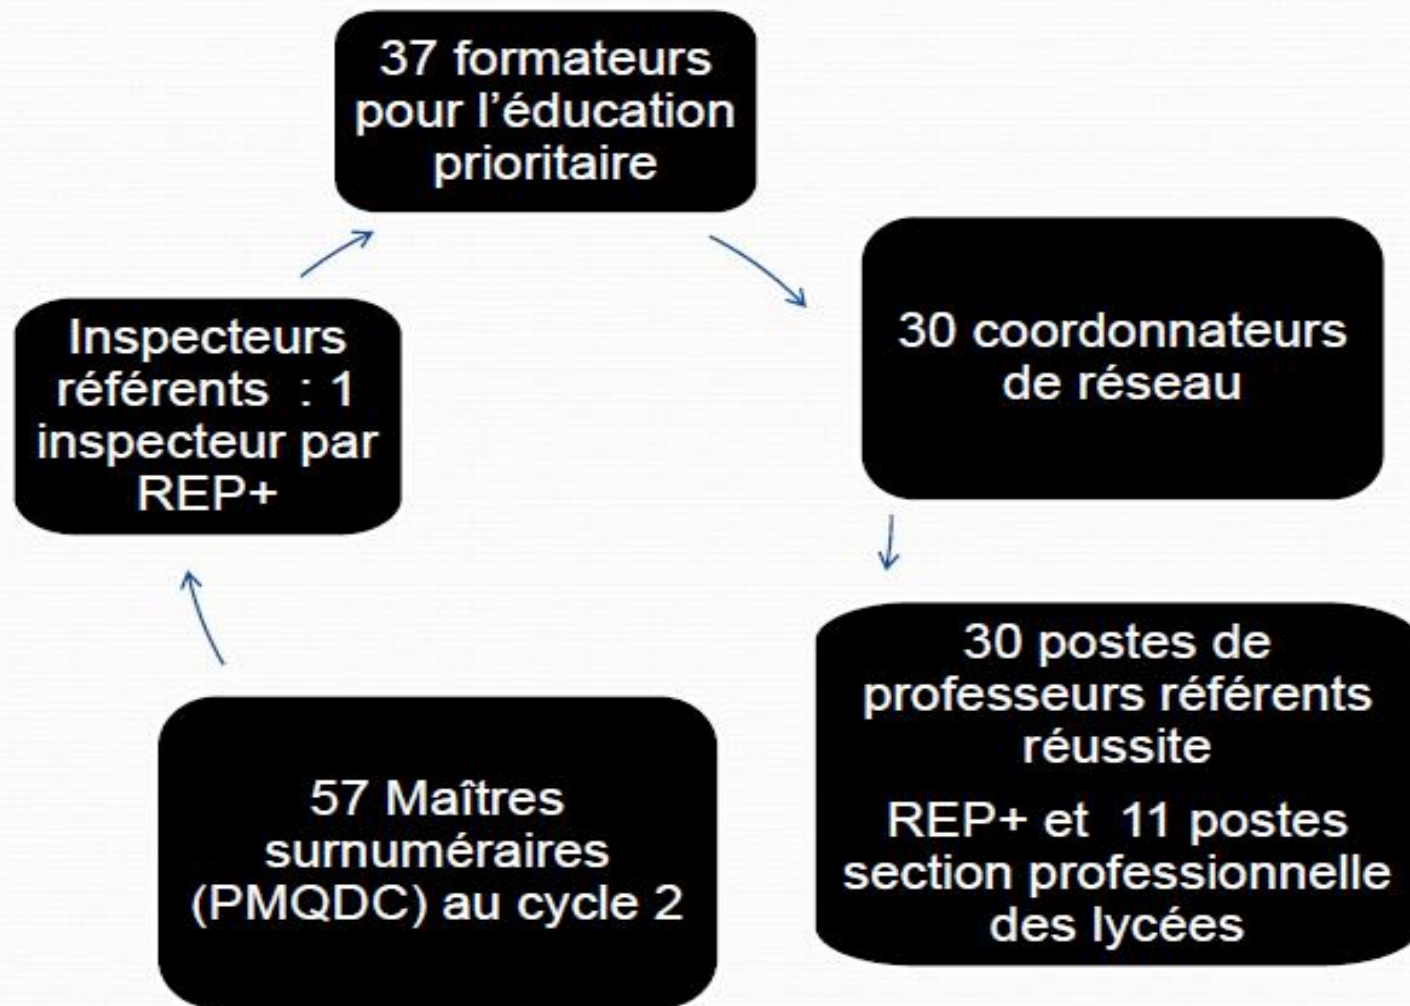 37 formateurs
pour l’éducation
prioritaire
30 coordonnateurs
de réseau
30 postes de
professeurs référents
réussite
REP+ et 11 postes
section professionnelle
des lycées
57 Maîtres
surnuméraires
(PMQDC) au cycle 2
Inspecteurs
référents : 1
inspecteur par
REP+